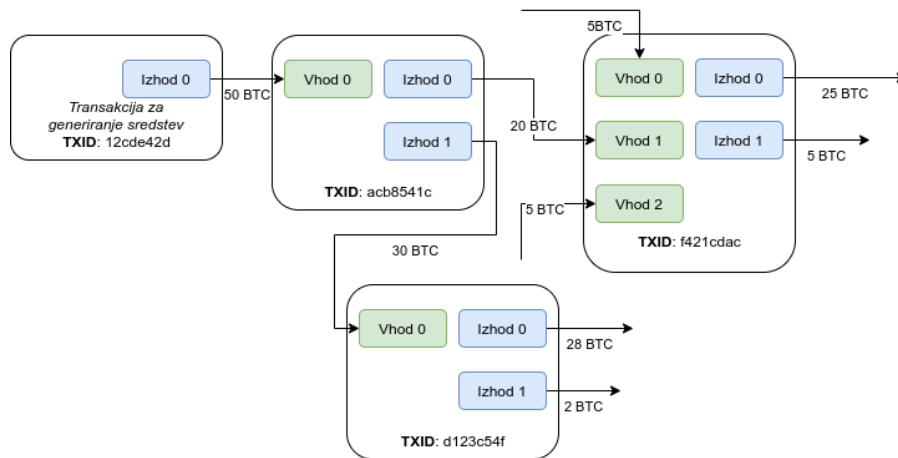 Izhod 0
50 BTC
Transakcija za
generiranje sredstev
TXID: 12cde42d
Vhod 0
Izhod 0
Izhod 1
TXID: acb8541c
20 BTC
30 BTC
5BTC
Vhod 0
Izhod 0
25 BTC
Vhod 1
Izhod 1
5 BTC
5 BTC
Vhod 2
TXID: f421cdac
Vhod 0
Izhod 0
28 BTC
Izhod 1
2 BTC
TXID: d123c54f